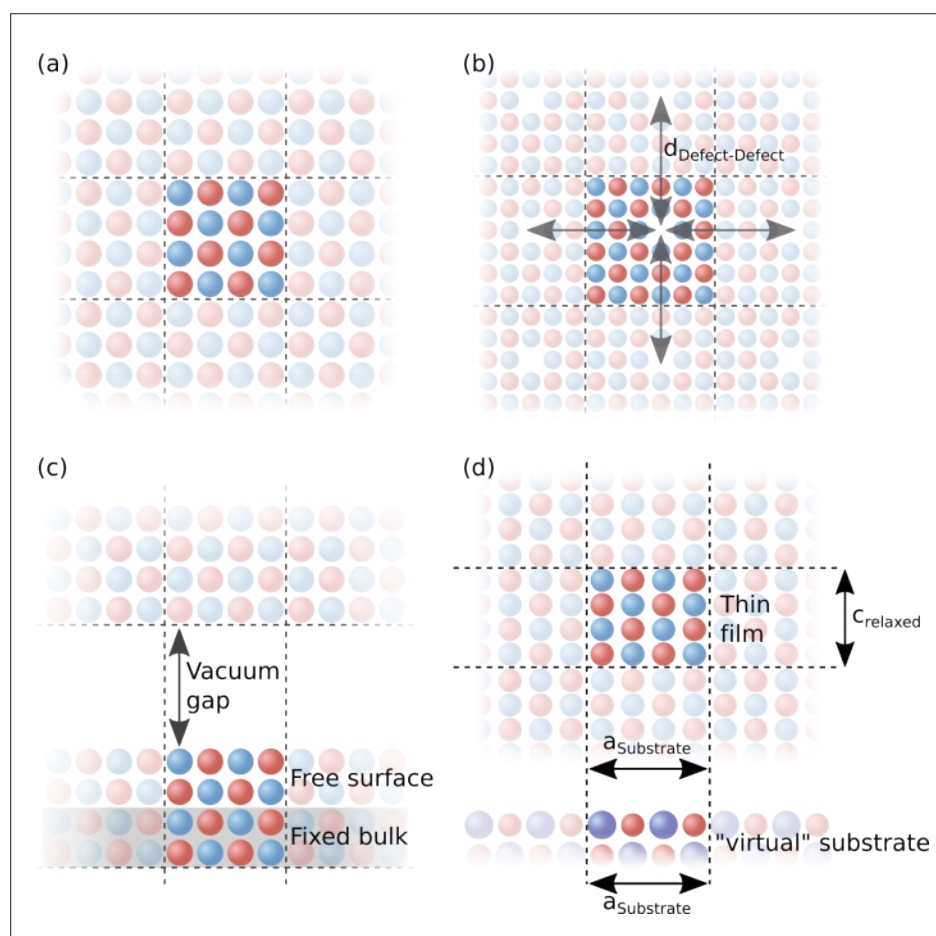 (a)
(b)
dDefect-Defect
(c)
Vacuum
gap
Free surface
Fixed bulk
(d)
Thin
film
crelaxed
aSubstrate
"virtual" substrate
aSubstrate